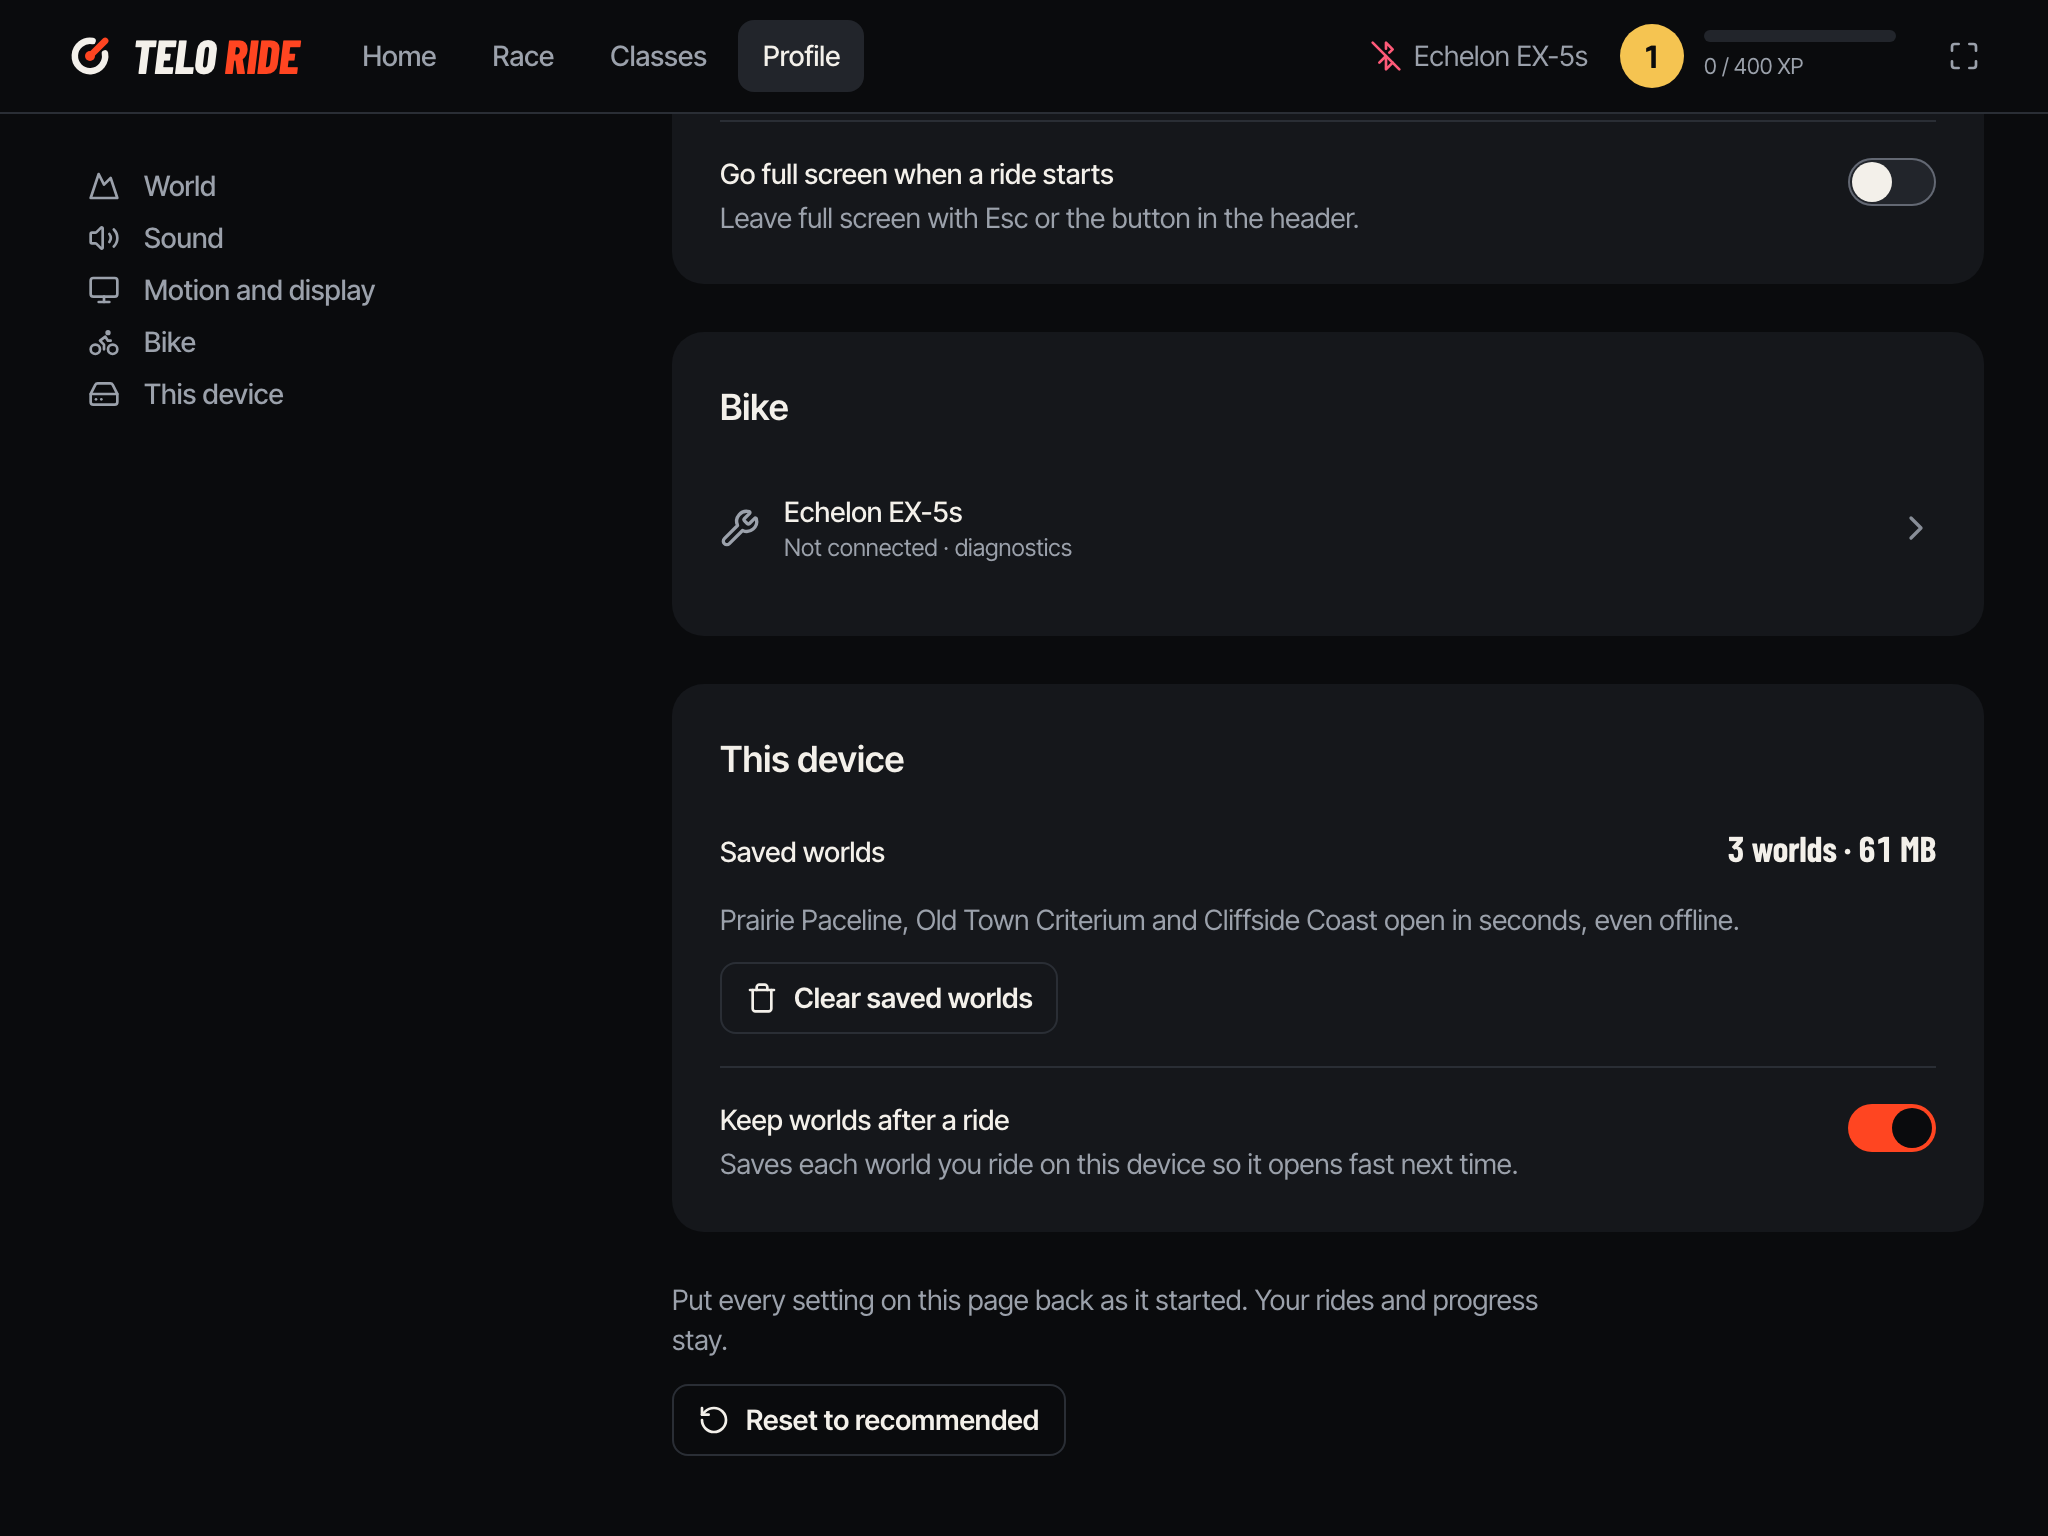 TELO RIDE
Home
Race
Classes
Profile
Echelon EX-5s
1
0 / 400 XP
World
Sound
Motion and display
Bike
This device
Go full screen when a ride starts
Leave full screen with Esc or the button in the header.
Bike
Echelon EX-5s
Not connected · diagnostics
This device
Saved worlds
3 worlds · 61 MB
Prairie Paceline, Old Town Criterium and Cliffside Coast open in seconds, even offline.
Clear saved worlds
Keep worlds after a ride
Saves each world you ride on this device so it opens fast next time.
Put every setting on this page back as it started. Your rides and progress
stay.
Reset to recommended